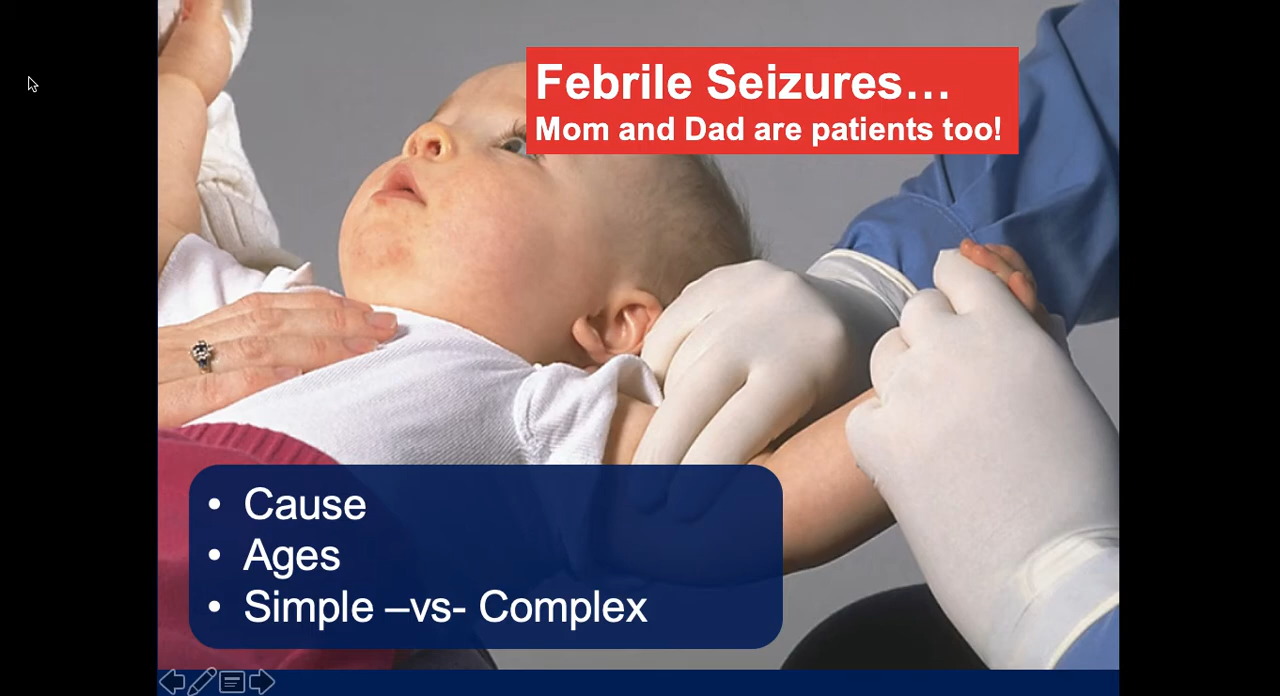 Febrile Seizures…
Mom and Dad are patients too!
• Cause
• Ages
• Simple –vs- Complex